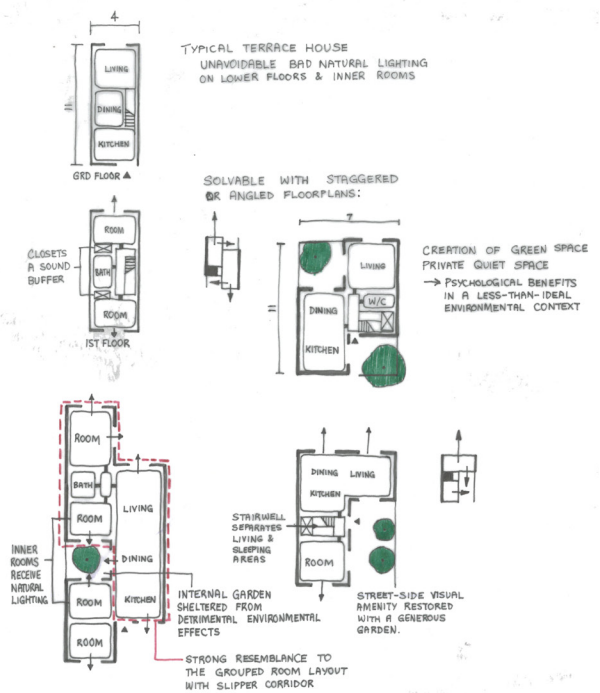 4
TYPICAL TERRACE HOUSE
UNAVOIDABLE BAD NATURAL LIGHTING
ON LOWER FLOORS & INNER ROOMS
11
LIVING
DINING
KITCHEN
GRD FLOOR
ROOM
CLOSETS
A SOUND
BUFFER
BATH
ROOM
1ST FLOOR
SOLVABLE WITH STAGGERED
OR ANGLED FLOORPLANS:
7
11
LIVING
W/C
DINING
KITCHEN
CREATION OF GREEN SPACE
PRIVATE QUIET SPACE
→ PSYCHOLOGICAL BENEFITS
IN A LESS-THAN-IDEAL
ENVIRONMENTAL CONTEXT
ROOM
BATH
ROOM
LIVING
DINING
KITCHEN
ROOM
ROOM
INNER
ROOMS
RECEIVE
NATURAL
LIGHTING
INTERNAL GARDEN
SHELTERED FROM
DETRIMENTAL ENVIRONMENTAL
EFFECTS
STRONG RESEMBLANCE TO
THE GROUPED ROOM LAYOUT
WITH SLIPPER CORRIDOR
DINING LIVING
KITCHEN
STAIRWELL
SEPARATES
LIVING &
SLEEPING
AREAS
ROOM
STREET-SIDE VISUAL
AMENITY RESTORED
WITH A GENEROUS
GARDEN.